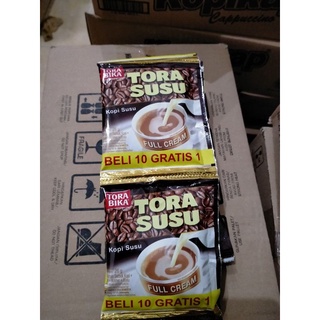 Kopiko
Cappuccino
TORA
BIKA
TORA
SUSU
Kopi Susu
FULL CREAM
BELI 10 GRATIS 1
TORA
BIKA
TORA
SUSU
Kopi Susu
FULL CREAM
BELI 10 GRATIS 1